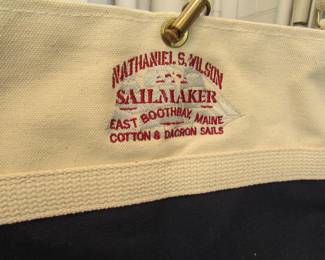 NATHANIEL S. WILSON
SAILMAKER
EAST BOOTHBAY, MAINE
COTTON & DACRON SAILS